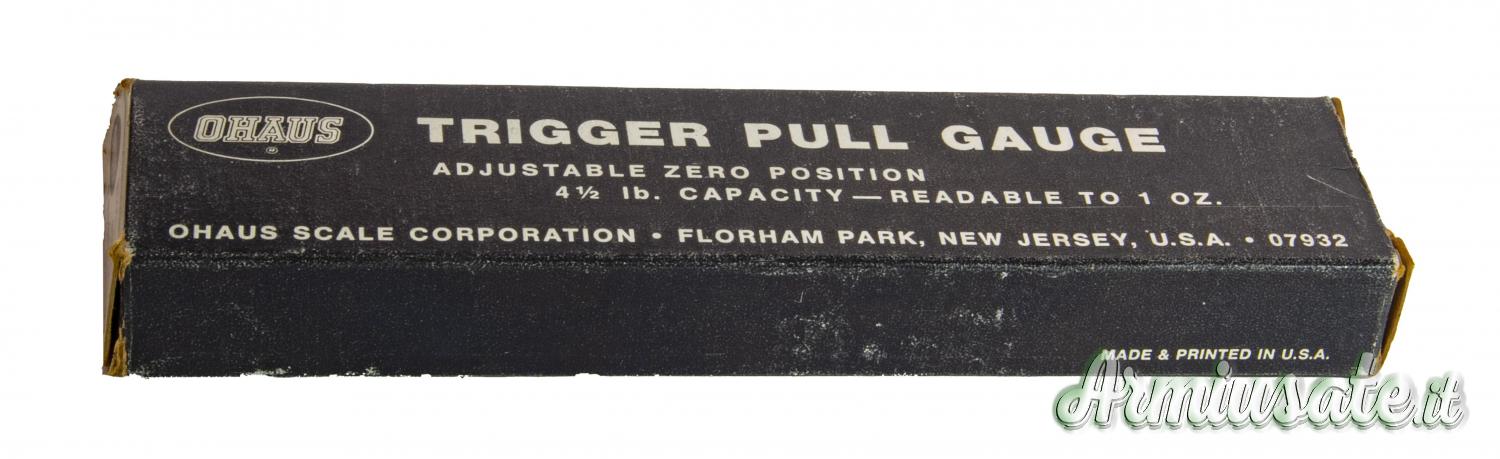 OHAUS
TRIGGER PULL GAUGE
ADJUSTABLE ZERO POSITION
4½ lb. CAPACITY — READABLE TO 1 OZ.
OHAUS SCALE CORPORATION • FLORHAM PARK, NEW JERSEY, U.S.A. • 07932
MADE & PRINTED IN U.S.A.
Armiusate.it